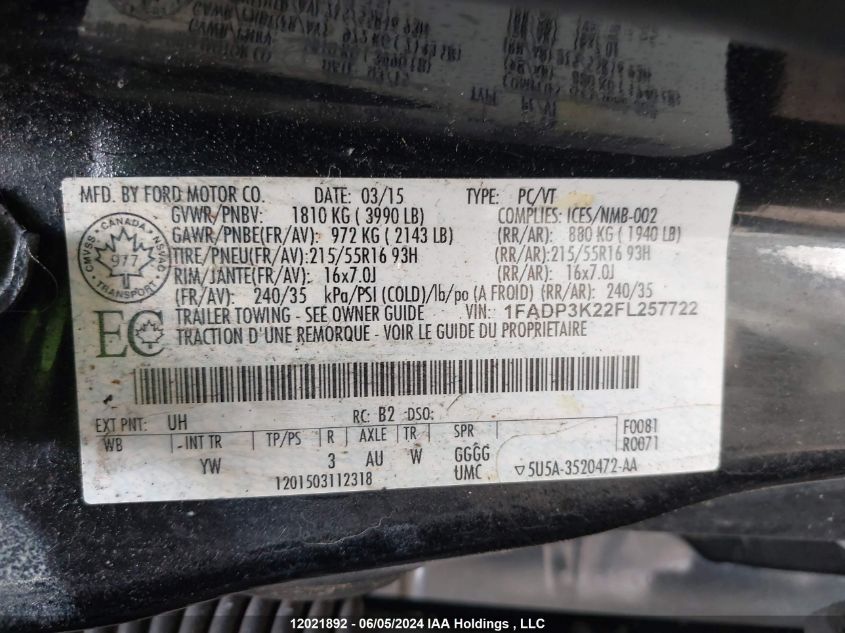 MFD. BY FORD MOTOR CO. DATE: 03/15 TYPE: PC/VT
GVWR/PNBV: 1810 KG ( 3990 LB) COMPLIES: ICES/NMB-002
GAWR/PNBE(FR/AV): 972 KG ( 2143 LB) (RR/AR): 880 KG ( 1940 LB)
TIRE/PNEU(FR/AV):215/55R16 93H (RR/AR):215/55R16 93H
RIM/JANTE(FR/AV): 16x7.0J (RR/AR): 16x7.0J
(FR/AV): 240/35 kPa/PSI (COLD)/lb/po (A FROID) (RR/AR): 240/35
TRAILER TOWING - SEE OWNER GUIDE VIN: 1FADP3K22FL257722
TRACTION D'UNE REMORQUE - VOIR LE GUIDE DU PROPRIETAIRE
CMVSS - CANADA - NSVAC
977
TRANSPORT
EC
EXT PNT: UH RC: B2 DSO:
WB INT TR TP/PS R AXLE TR SPR F0081
YW 3 AU W GGĜG R0071
UMC
1201503112318 ▽5U5A-3520472-AA
12021892 - 06/05/2024 IAA Holdings , LLC